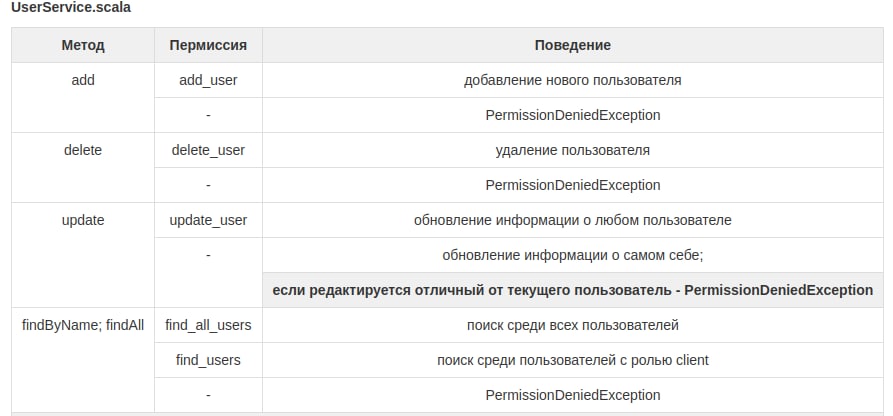 UserService.scala
Метод Пермиссия Поведение
add add_user добавление нового пользователя
- PermissionDeniedException
delete delete_user удаление пользователя
- PermissionDeniedException
update update_user обновление информации о любом пользователе
- обновление информации о самом себе;
если редактируется отличный от текущего пользователь - PermissionDeniedException
findByName; findAll find_all_users поиск среди всех пользователей
find_users поиск среди пользователей с ролью client
- PermissionDeniedException